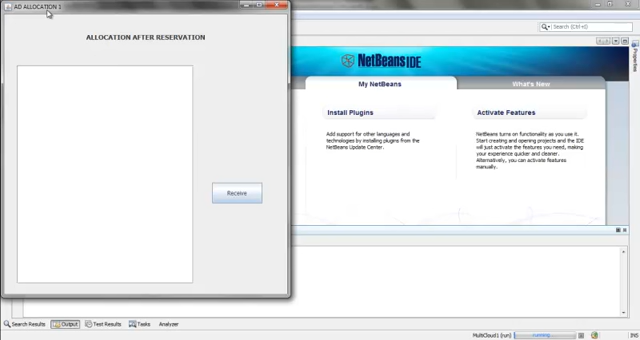 AD ALLOCATION 1
ALLOCATION AFTER RESERVATION
Receive
Search (Ctrl+I)
NetBeans IDE
My NetBeans
What's New
Install Plugins
Add support for other languages and
technologies by installing plugins from the
NetBeans Update Center.
Activate Features
NetBeans turns on functionality as you use it.
Start creating and opening projects and the IDE
will just activate the features you need, making
your experience quicker and cleaner.
Alternatively, you can activate features
manually.
Properties
Search Results
Output
Test Results
Tasks
Analyzer
MultiCloud1 (run)
running...
INS